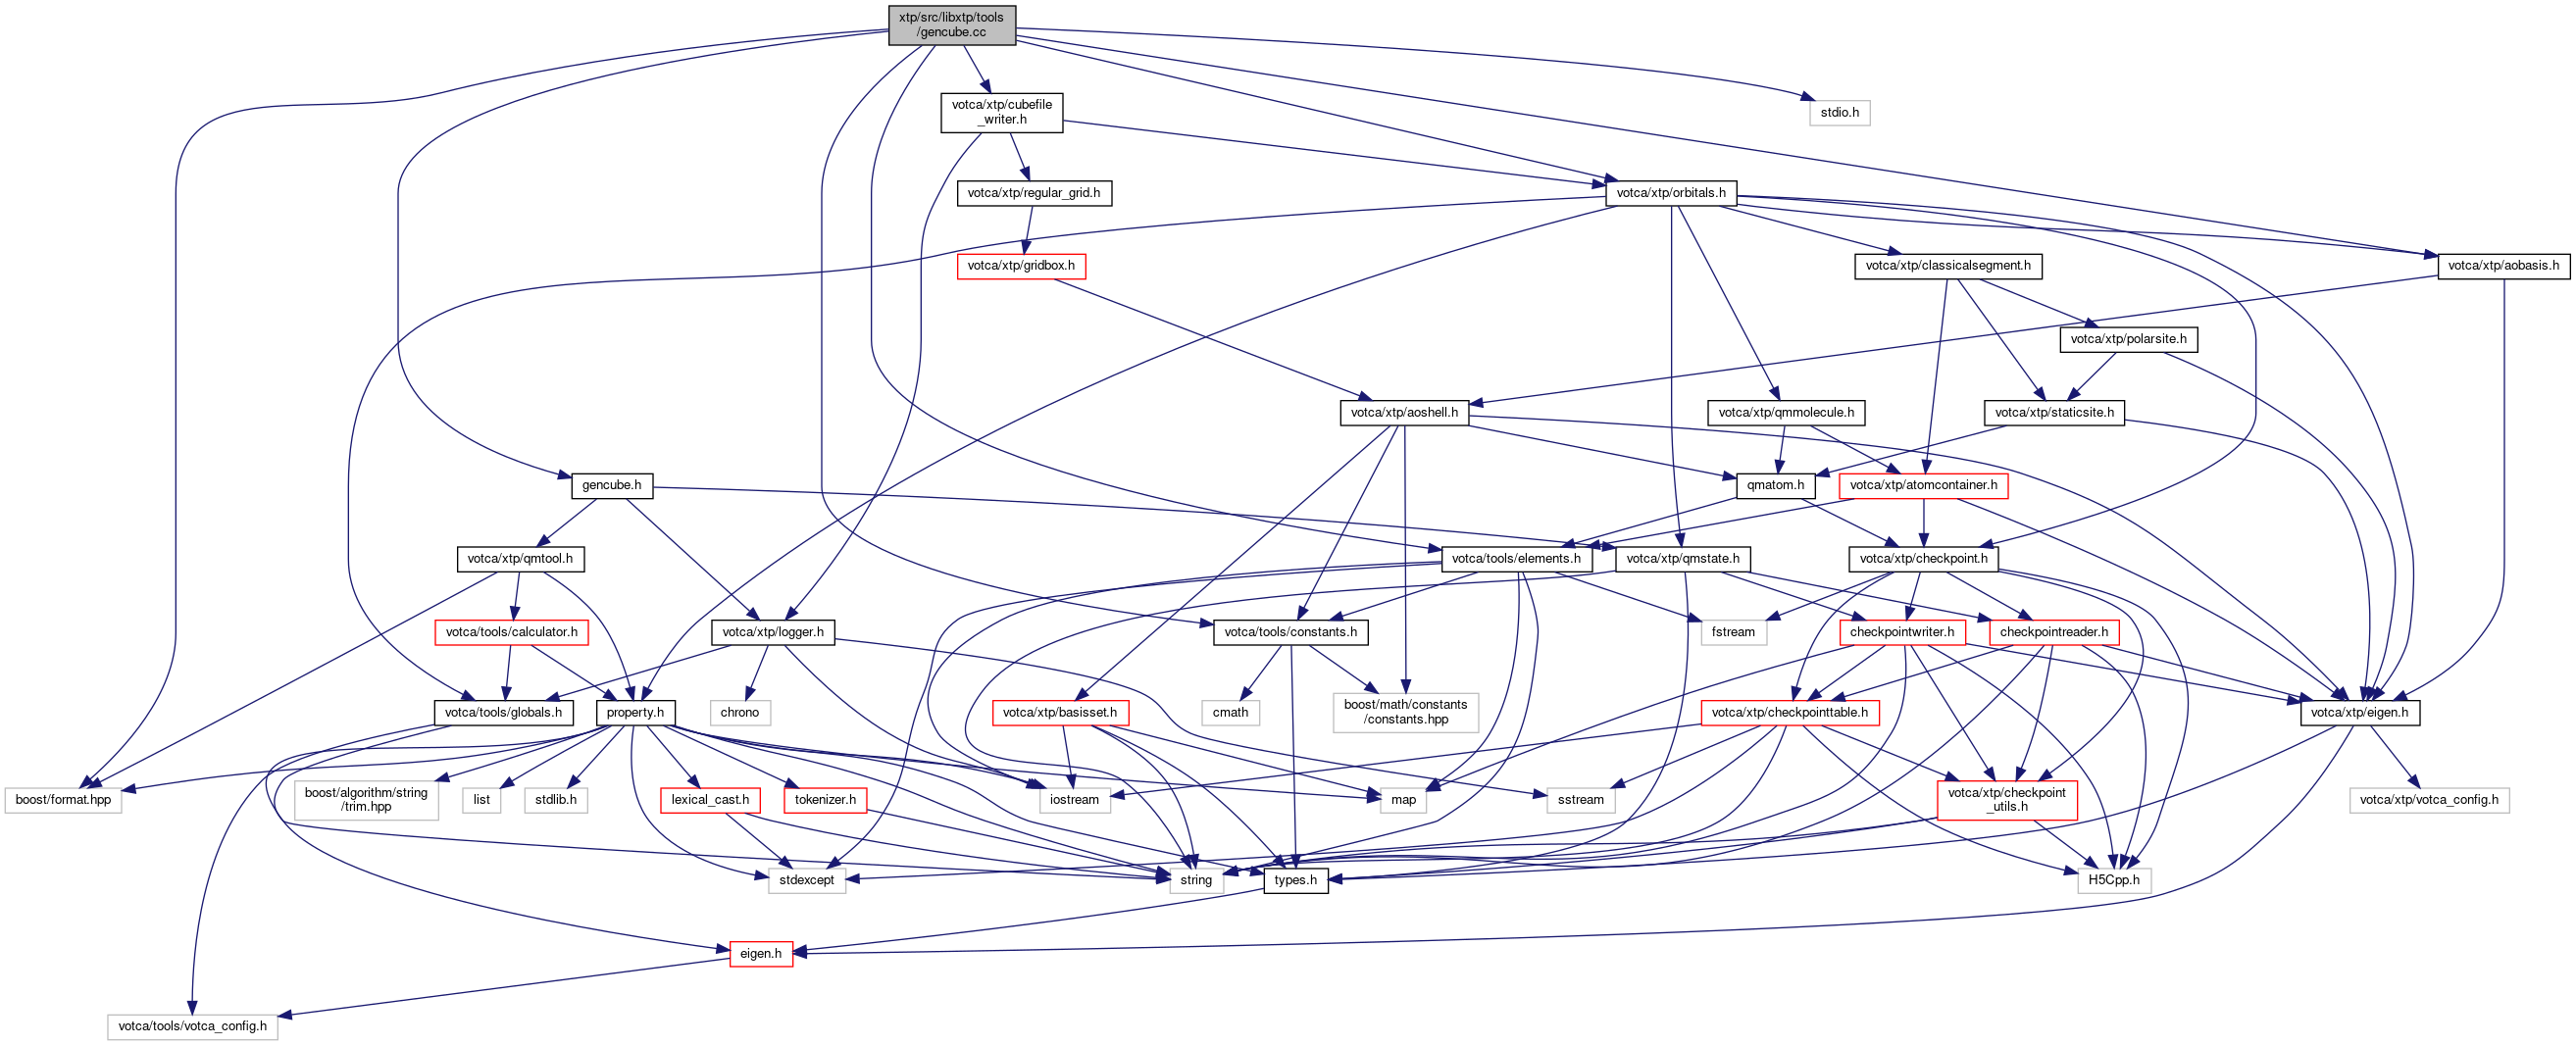 xtp/src/libxtp/tools
/gencube.cc
votca/xtp/cubefile
_writer.h
stdio.h
votca/xtp/regular_grid.h
votca/xtp/orbitals.h
votca/xtp/gridbox.h
votca/xtp/classicalsegment.h
votca/xtp/aobasis.h
votca/xtp/polarsite.h
votca/xtp/aoshell.h
votca/xtp/qmmolecule.h
votca/xtp/staticsite.h
gencube.h
qmatom.h
votca/xtp/atomcontainer.h
votca/xtp/qmtool.h
votca/tools/elements.h
votca/xtp/qmstate.h
votca/xtp/checkpoint.h
votca/tools/calculator.h
votca/xtp/logger.h
votca/tools/constants.h
fstream
checkpointwriter.h
checkpointreader.h
votca/tools/globals.h
property.h
chrono
votca/xtp/basisset.h
cmath
boost/math/constants
/constants.hpp
votca/xtp/checkpointtable.h
votca/xtp/eigen.h
boost/format.hpp
boost/algorithm/string
/trim.hpp
list
stdlib.h
lexical_cast.h
tokenizer.h
iostream
sstream
map
votca/xtp/checkpoint
_utils.h
votca/xtp/votca_config.h
stdexcept
string
types.h
H5Cpp.h
eigen.h
votca/tools/votca_config.h